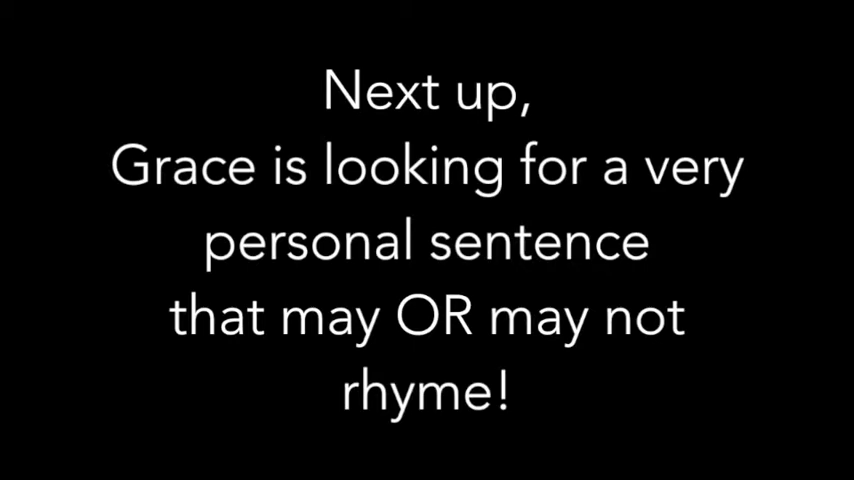 Next up,
Grace is looking for a very
personal sentence
that may OR may not
rhyme!